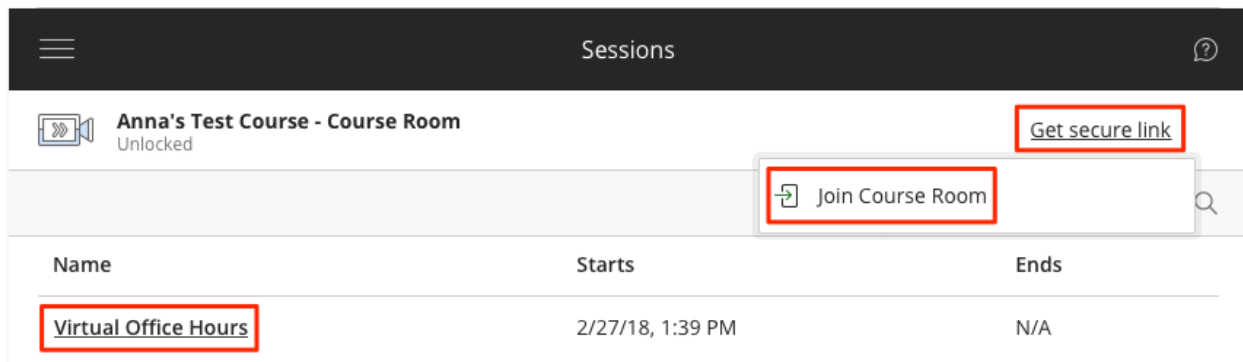 Sessions
Anna's Test Course - Course Room
Unlocked
Get secure link
Join Course Room
Name Starts Ends
Virtual Office Hours 2/27/18, 1:39 PM N/A